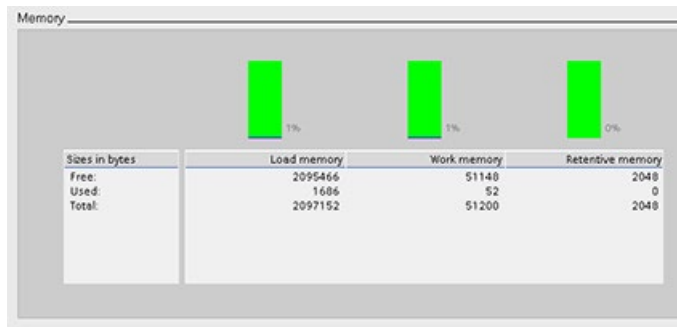 Memory
1% 1% 0%
Sizes in bytes Load memory Work memory Retentive memory
Free: 2095466 51148 2048
Used: 1686 52 0
Total: 2097152 51200 2048